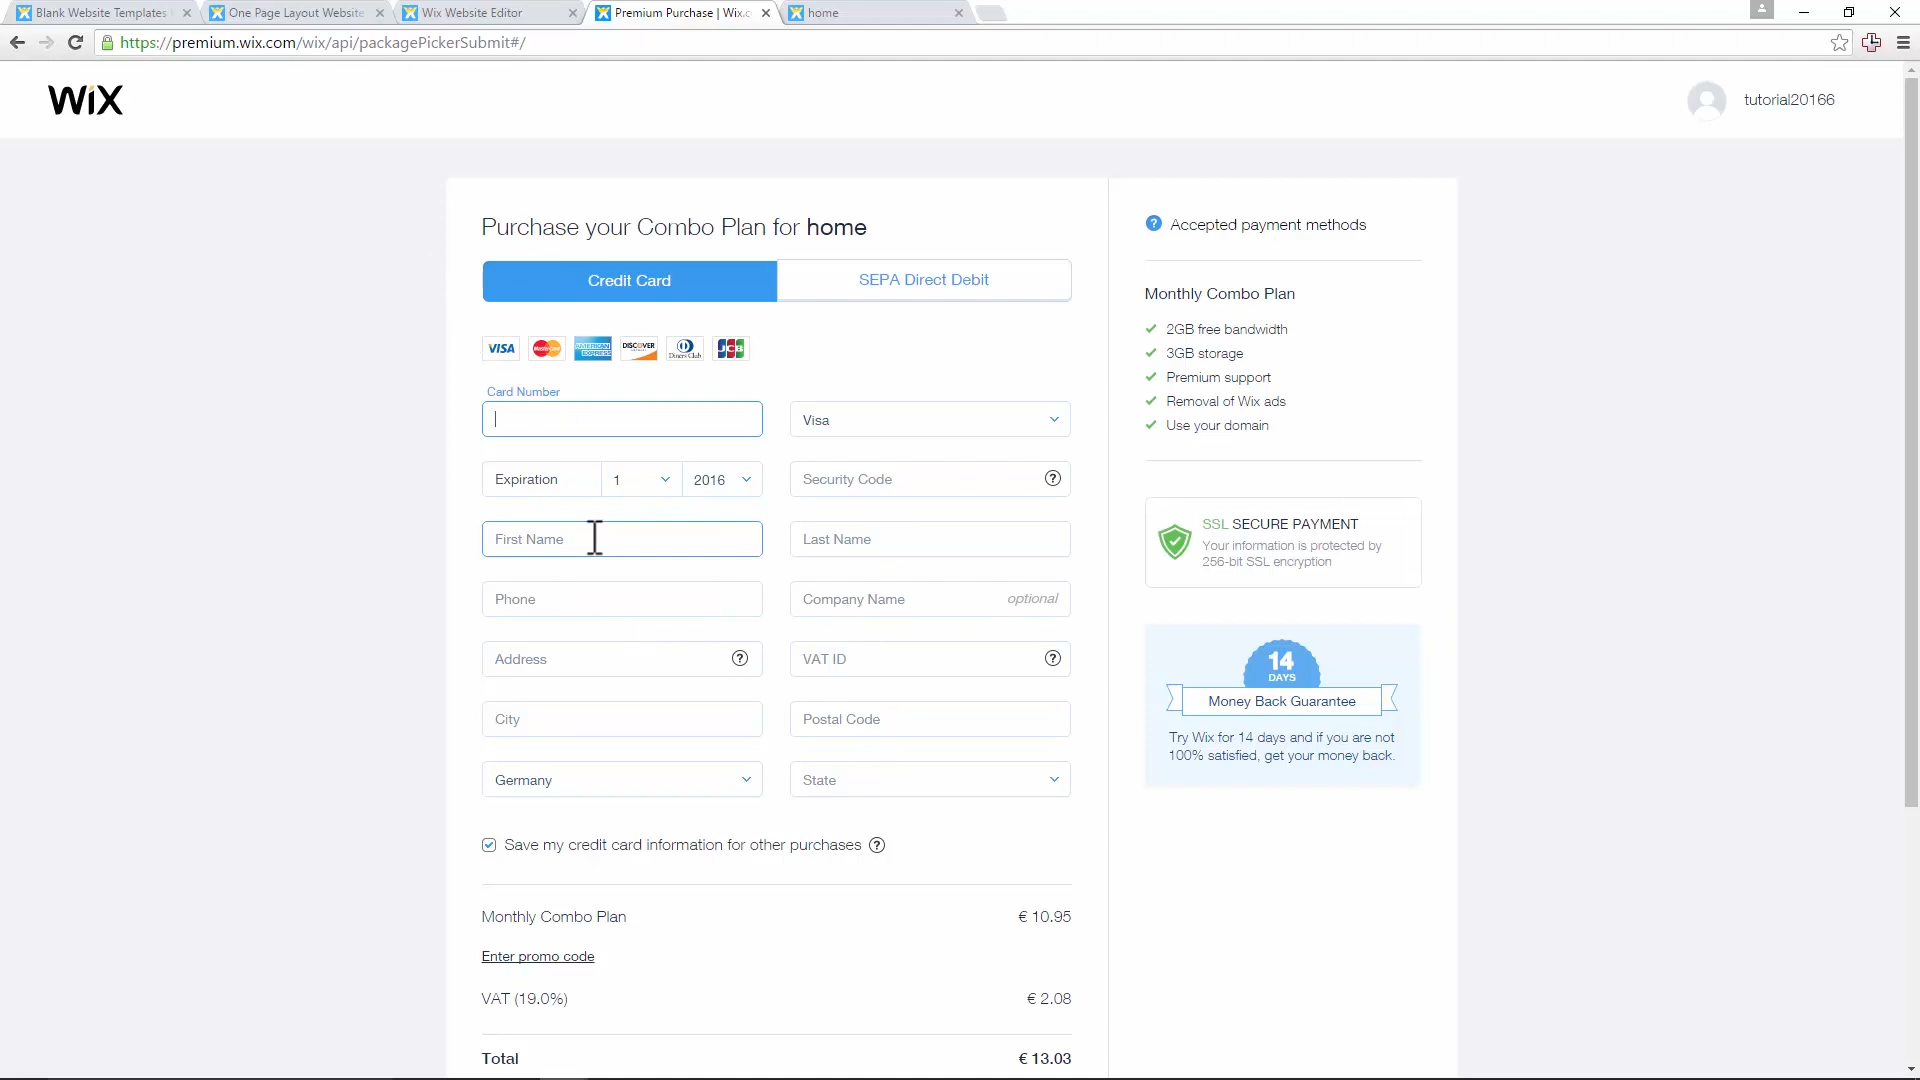 Blank Website Templates
One Page Layout Website
Wix Website Editor
Premium Purchase | Wix.c
home
https://premium.wix.com/wix/api/packagePickerSubmit#/
WiX
tutorial20166
Purchase your Combo Plan for home
Credit Card
SEPA Direct Debit
VISA
MasterCard
AMERICAN EXPRESS
DISCOVER
Diners Club
JCB
Card Number
Visa
Expiration
1
2016
Security Code
?
First Name
Last Name
Phone
Company Name
optional
Address
?
VAT ID
?
City
Postal Code
Germany
State
Save my credit card information for other purchases ?
Monthly Combo Plan
€ 10.95
Enter promo code
VAT (19.0%)
€ 2.08
Total
€ 13.03
? Accepted payment methods
Monthly Combo Plan
2GB free bandwidth
3GB storage
Premium support
Removal of Wix ads
Use your domain
SSL SECURE PAYMENT
Your information is protected by
256-bit SSL encryption
14
DAYS
Money Back Guarantee
Try Wix for 14 days and if you are not
100% satisfied, get your money back.